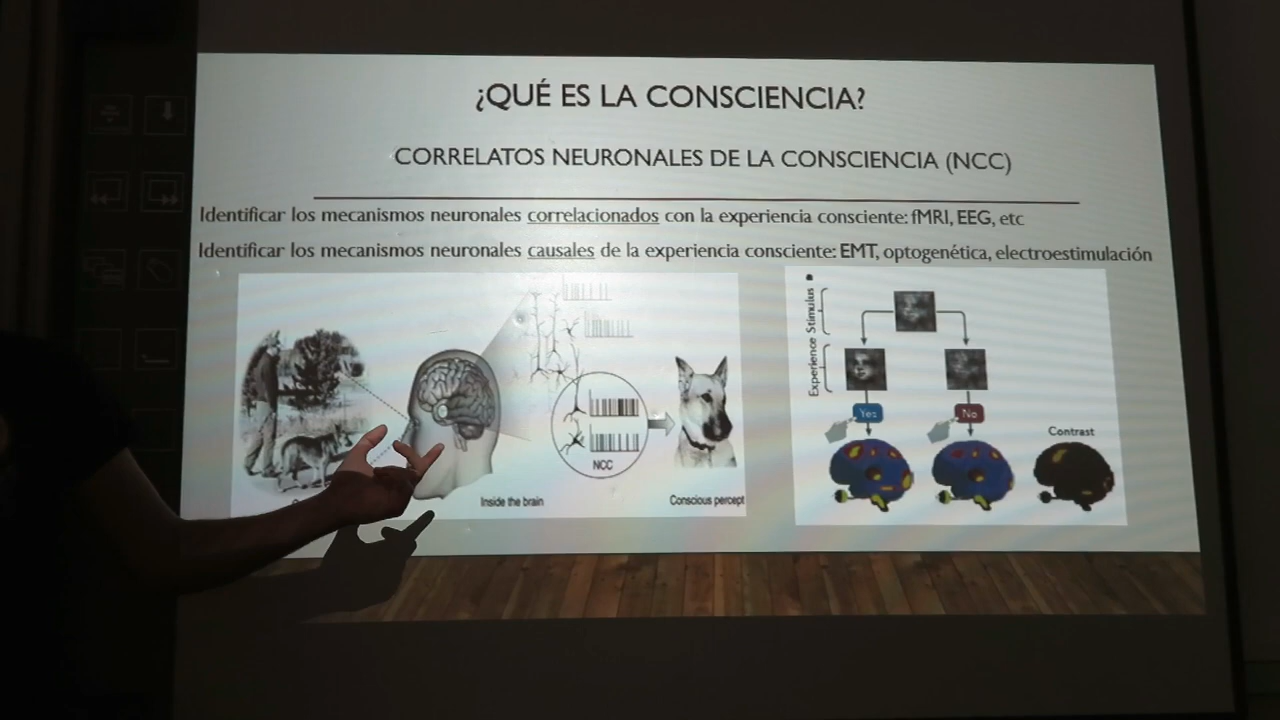 ¿QUÉ ES LA CONSCIENCIA?
CORRELATOS NEURONALES DE LA CONSCIENCIA (NCC)
Identificar los mecanismos neuronales correlacionados con la experiencia consciente: fMRI, EEG, etc
Identificar los mecanismos neuronales causales de la experiencia consciente: EMT, optogenética, electroestimulación
NCC
Inside the brain
Conscious percept
Stimulus
Experience
Yes
No
Contrast